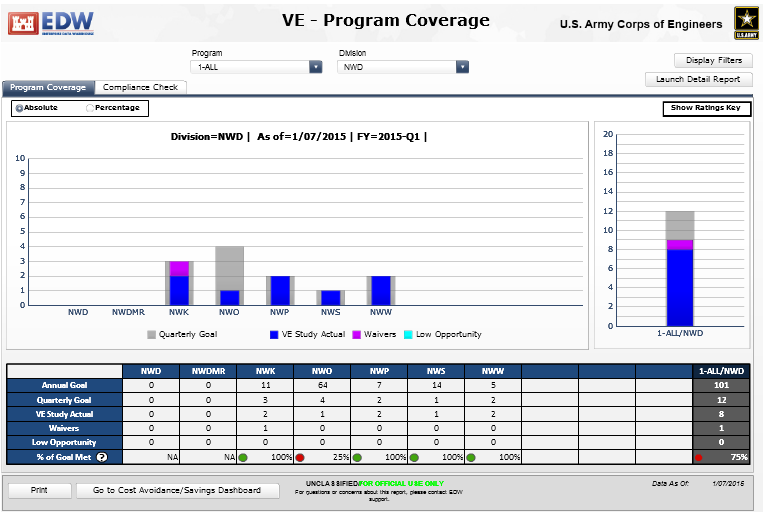 EDW
ENTERPRISE DATA WAREHOUSE
VE - Program Coverage
U.S. Army Corps of Engineers
U.S.ARMY
Program
Division
1-ALL
NWD
Display Filters
Launch Detail Report
Program Coverage
Compliance Check
Absolute
Percentage
Show Ratings Key
Division=NWD | As of=1/07/2015 | FY=2015-Q1 |
10
9
8
7
6
5
4
3
2
1
0
NWD NWDMR NWK NWO NWP NWS NWW
Quarterly Goal VE Study Actual Waivers Low Opportunity
20
18
16
14
12
10
8
6
4
2
0
1-ALL/NWD
NWD NWDMR NWK NWO NWP NWS NWW 1-ALL/NWD
Annual Goal 0 0 11 64 7 14 5 101
Quarterly Goal 0 0 3 4 2 1 2 12
VE Study Actual 0 0 2 1 2 1 2 8
Waivers 0 0 1 0 0 0 0 1
Low Opportunity 0 0 0 0 0 0 0 0
% of Goal Met ? NA NA 100% 25% 100% 100% 100% 75%
Print
Go to Cost Avoidance/Savings Dashboard
UNCLASSIFIED//FOR OFFICIAL USE ONLY
For questions or concerns about this report, please contact EDW
support.
Data As Of: 1/07/2015